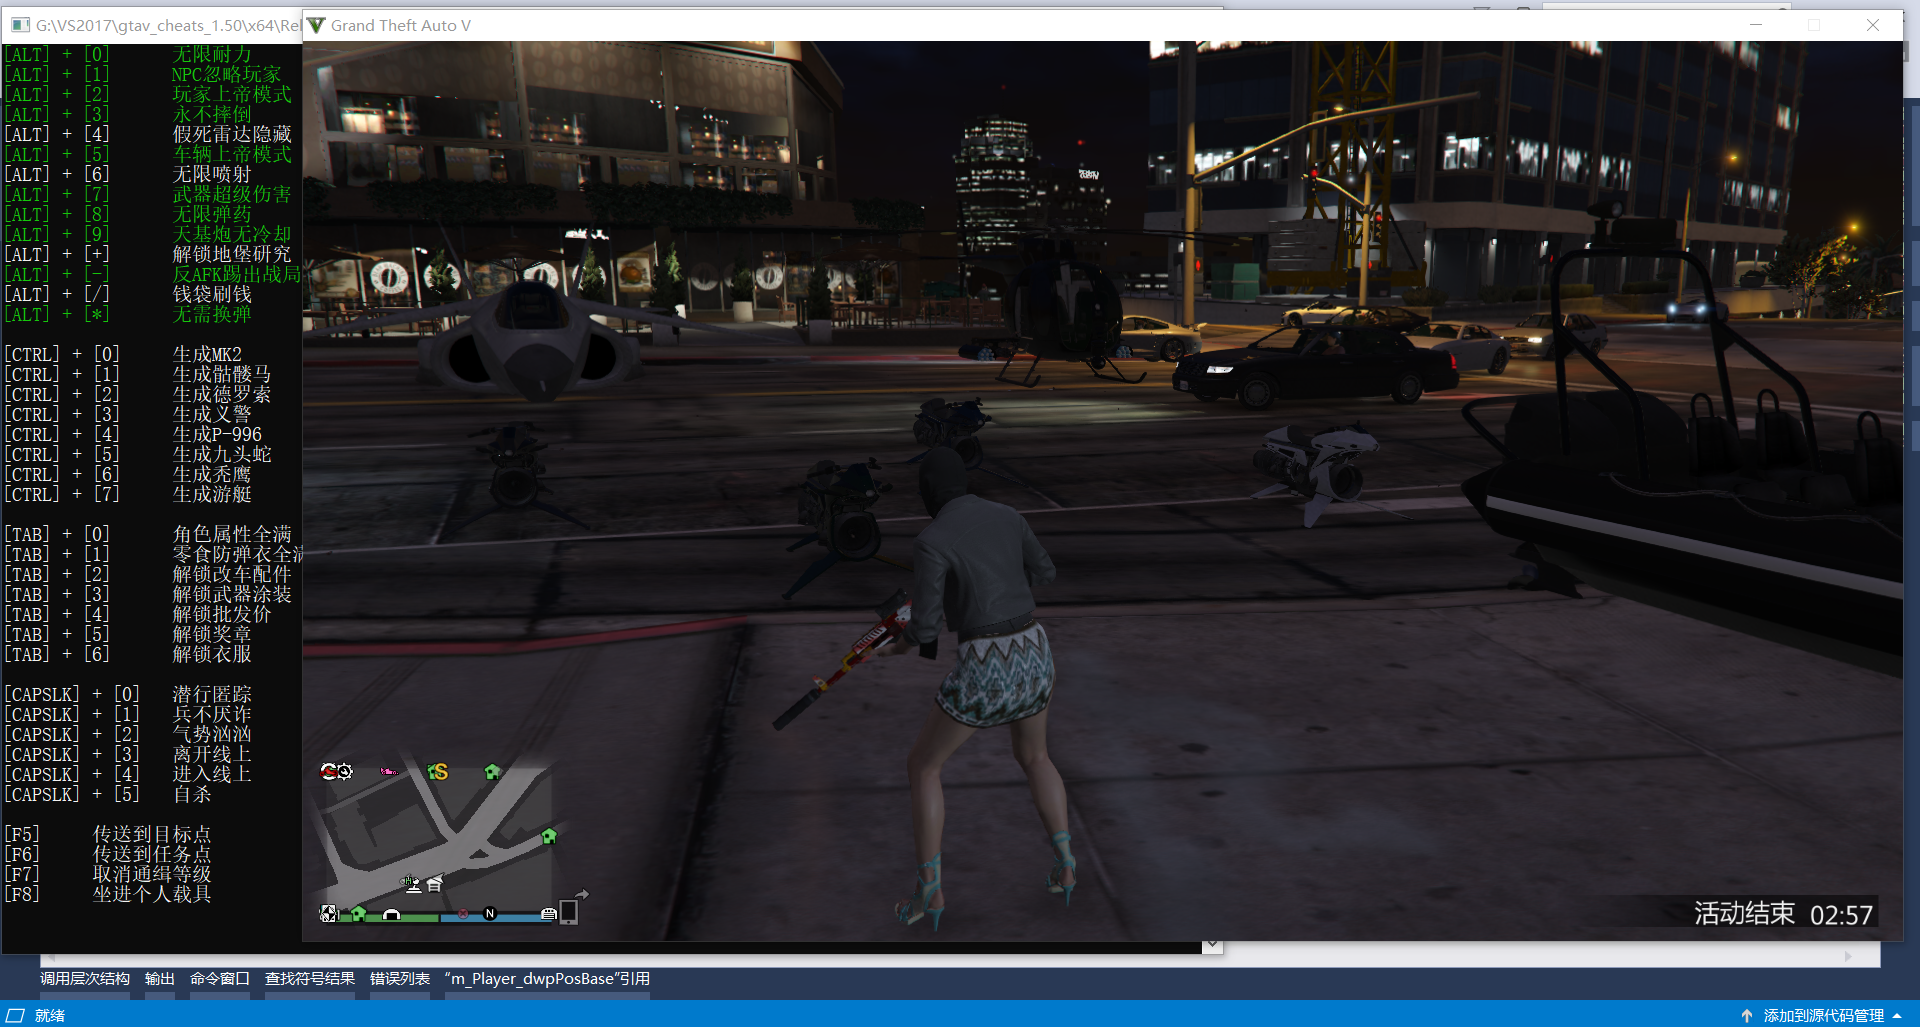 G:\VS2017\gtav_cheats_1.50\x64\Rel
Grand Theft Auto V
[ALT] + [0] 无限耐力
[ALT] + [1] NPC忽略玩家
[ALT] + [2] 玩家上帝模式
[ALT] + [3] 永不摔倒
[ALT] + [4] 假死雷达隐藏
[ALT] + [5] 车辆上帝模式
[ALT] + [6] 无限喷射
[ALT] + [7] 武器超级伤害
[ALT] + [8] 无限弹药
[ALT] + [9] 天基炮无冷却
[ALT] + [+] 解锁地堡研究
[ALT] + [-] 反AFK踢出战局
[ALT] + [/] 钱袋刷钱
[ALT] + [*] 无需换弹
[CTRL] + [0] 生成MK2
[CTRL] + [1] 生成骷髅马
[CTRL] + [2] 生成德罗索
[CTRL] + [3] 生成义警
[CTRL] + [4] 生成P-996
[CTRL] + [5] 生成九头蛇
[CTRL] + [6] 生成秃鹰
[CTRL] + [7] 生成游艇
[TAB] + [0] 角色属性全满
[TAB] + [1] 零食防弹衣全满
[TAB] + [2] 解锁改车配件
[TAB] + [3] 解锁武器涂装
[TAB] + [4] 解锁批发价
[TAB] + [5] 解锁奖章
[TAB] + [6] 解锁衣服
[CAPSLK] + [0] 潜行匿踪
[CAPSLK] + [1] 兵不厌诈
[CAPSLK] + [2] 气势汹汹
[CAPSLK] + [3] 离开线上
[CAPSLK] + [4] 进入线上
[CAPSLK] + [5] 自杀
[F5] 传送到目标点
[F6] 传送到任务点
[F7] 取消通缉等级
[F8] 坐进个人载具
S
N
活动结束 02:57
调用层次结构 输出 命令窗口 查找符号结果 错误列表 “m_Player_dwpPosBase”引用
就绪
添加到源代码管理